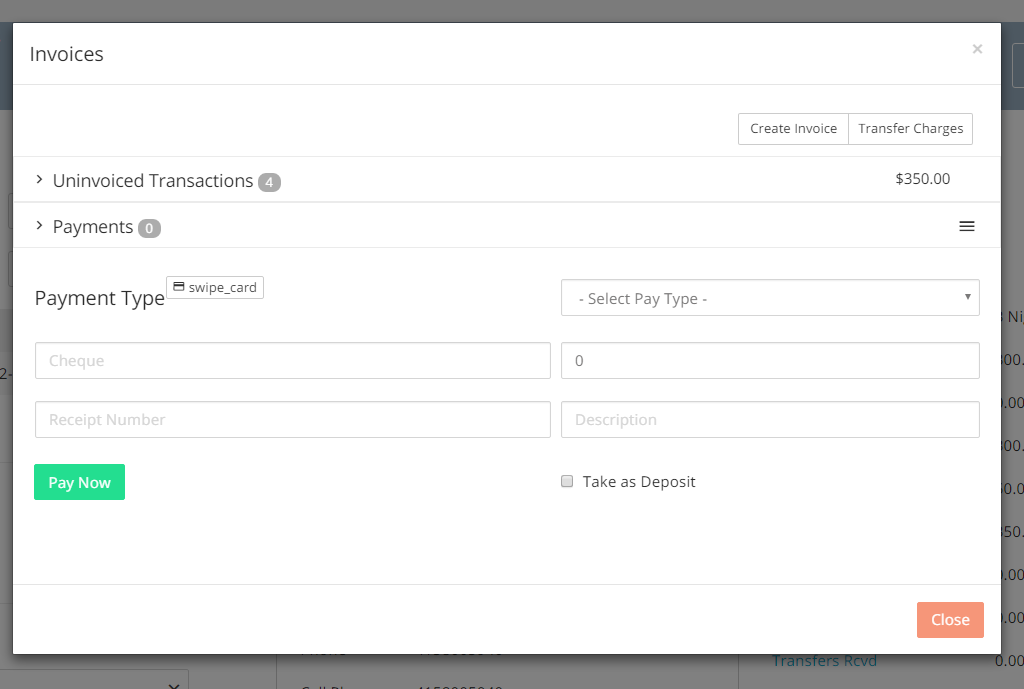 Invoices ×
Create Invoice Transfer Charges
Uninvoiced Transactions 4 $350.00
Payments 0
Payment Type swipe_card - Select Pay Type -
Cheque 0
Receipt Number Description
Pay Now Take as Deposit
Close
Transfers Rcvd 0.00